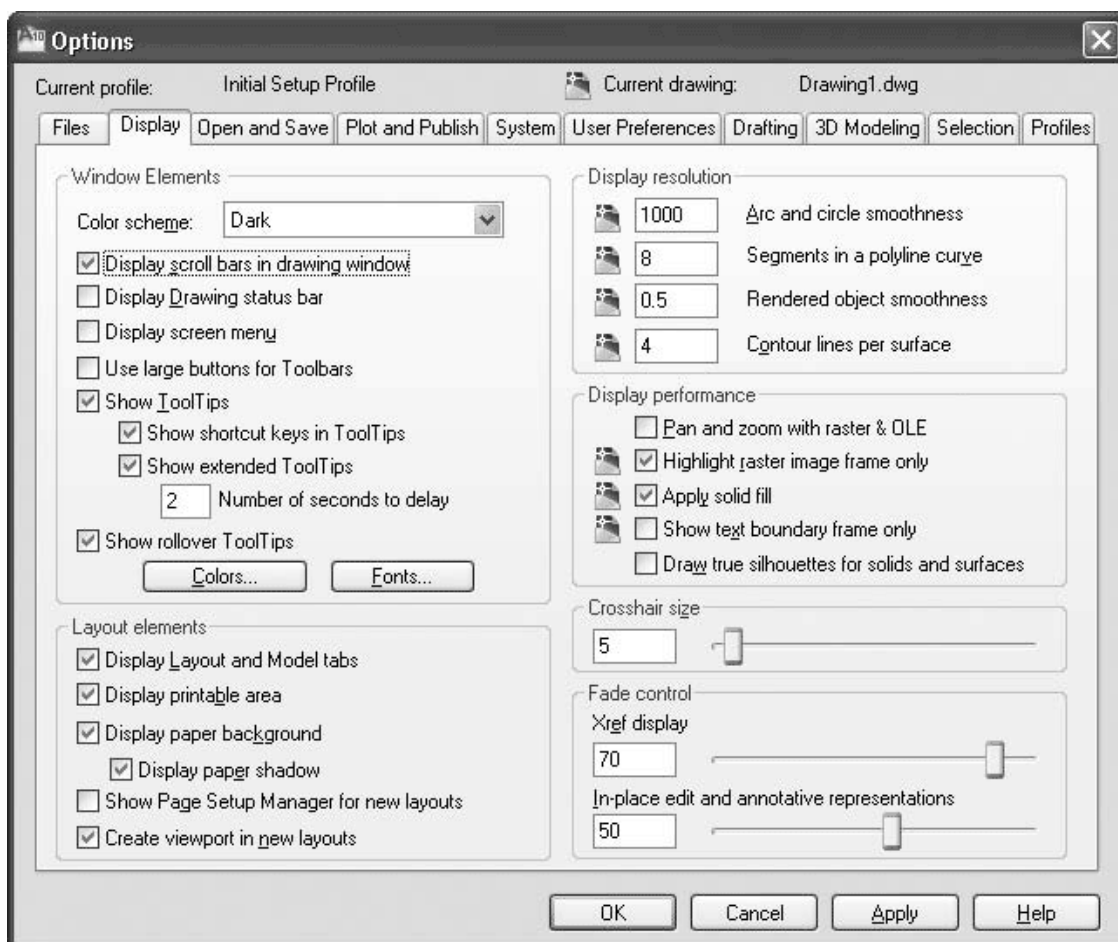 Options
Current profile: Initial Setup Profile Current drawing: Drawing1.dwg
Files Display Open and Save Plot and Publish System User Preferences Drafting 3D Modeling Selection Profiles
Window Elements
Color scheme: Dark
Display scroll bars in drawing window
Display Drawing status bar
Display screen menu
Use large buttons for Toolbars
Show ToolTips
Show shortcut keys in ToolTips
Show extended ToolTips
2 Number of seconds to delay
Show rollover ToolTips
Colors... Fonts...
Layout elements
Display Layout and Model tabs
Display printable area
Display paper background
Display paper shadow
Show Page Setup Manager for new layouts
Create viewport in new layouts
Display resolution
1000 Arc and circle smoothness
8 Segments in a polyline curve
0.5 Rendered object smoothness
4 Contour lines per surface
Display performance
Pan and zoom with raster & OLE
Highlight raster image frame only
Apply solid fill
Show text boundary frame only
Draw true silhouettes for solids and surfaces
Crosshair size
5
Fade control
Xref display
70
In-place edit and annotative representations
50
OK Cancel Apply Help